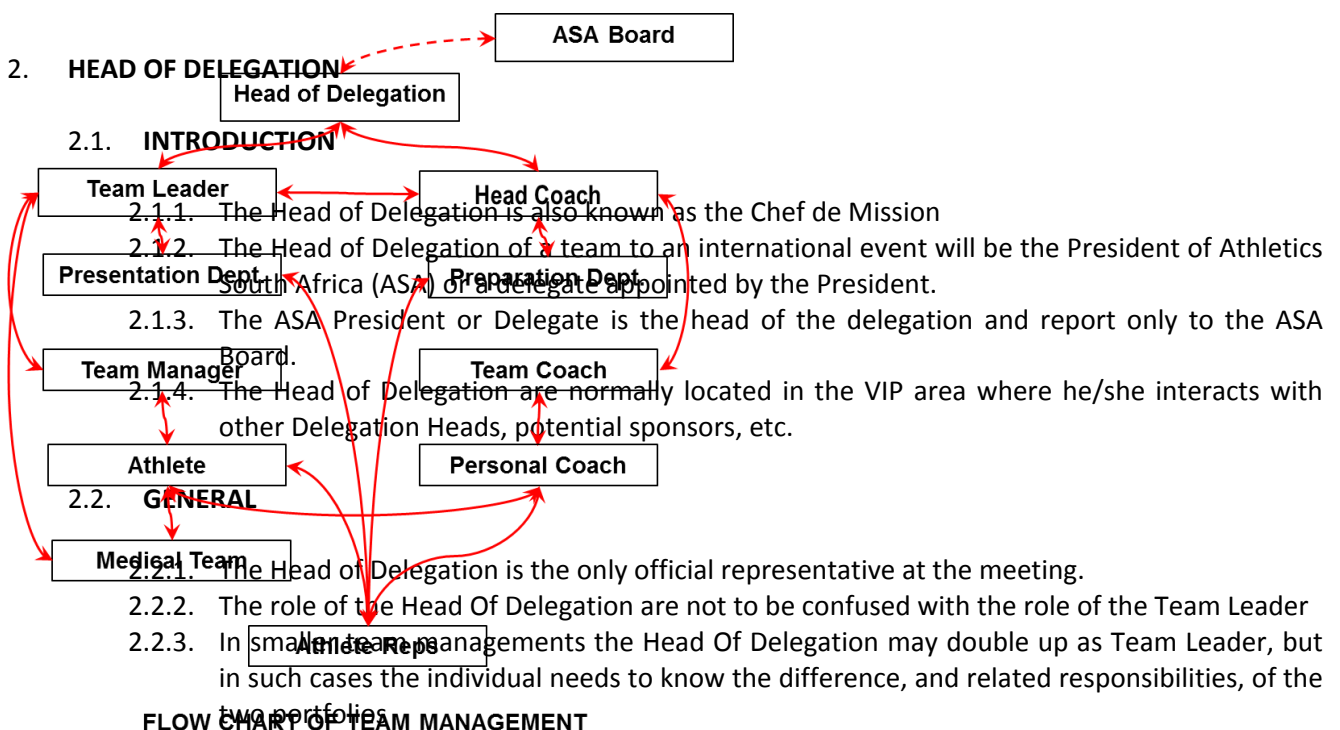 ASA Board
2. HEAD OF DELEGATION
Head of Delegation
2.1. INTRODUCTION
Team Leader
Head Coach
2.1.1. The Head of Delegation is also known as the Chef de Mission
2.1.2. The Head of Delegation of a team to an international event will be the President of Athletics
Presentation Dept.
Preparation Dept.
South Africa (ASA) or a delegate appointed by the President.
2.1.3. The ASA President or Delegate is the head of the delegation and report only to the ASA
Board.
Team Manager
Team Coach
2.1.4. The Head of Delegation are normally located in the VIP area where he/she interacts with
other Delegation Heads, potential sponsors, etc.
Athlete
Personal Coach
2.2. GENERAL
Medical Team
2.2.1. The Head of Delegation is the only official representative at the meeting.
2.2.2. The role of the Head Of Delegation are not to be confused with the role of the Team Leader
2.2.3. In smaller team managements the Head Of Delegation may double up as Team Leader, but
Athlete Reps
in such cases the individual needs to know the difference, and related responsibilities, of the
two portfolios
FLOW CHART OF TEAM MANAGEMENT